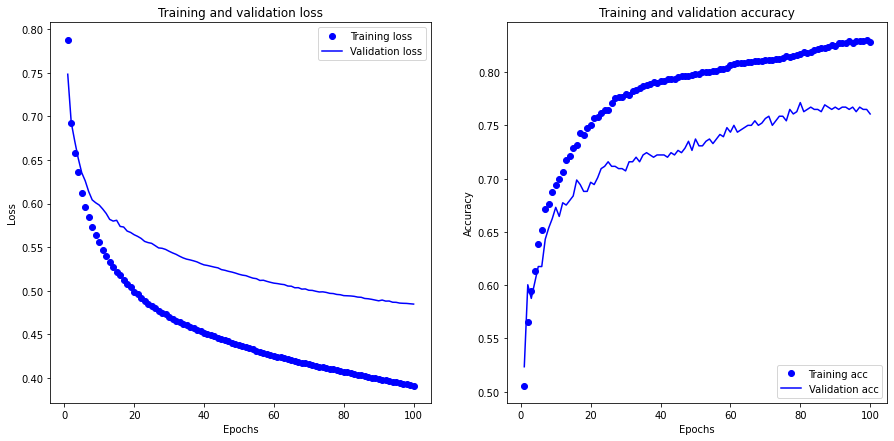 Training and validation loss
0.80
0.75
0.70
0.65
0.60
0.55
0.50
0.45
0.40
Loss
Training loss
Validation loss
0 20 40 60 80 100
Epochs
Training and validation accuracy
0.80
0.75
0.70
0.65
0.60
0.55
0.50
Accuracy
Training acc
Validation acc
0 20 40 60 80 100
Epochs